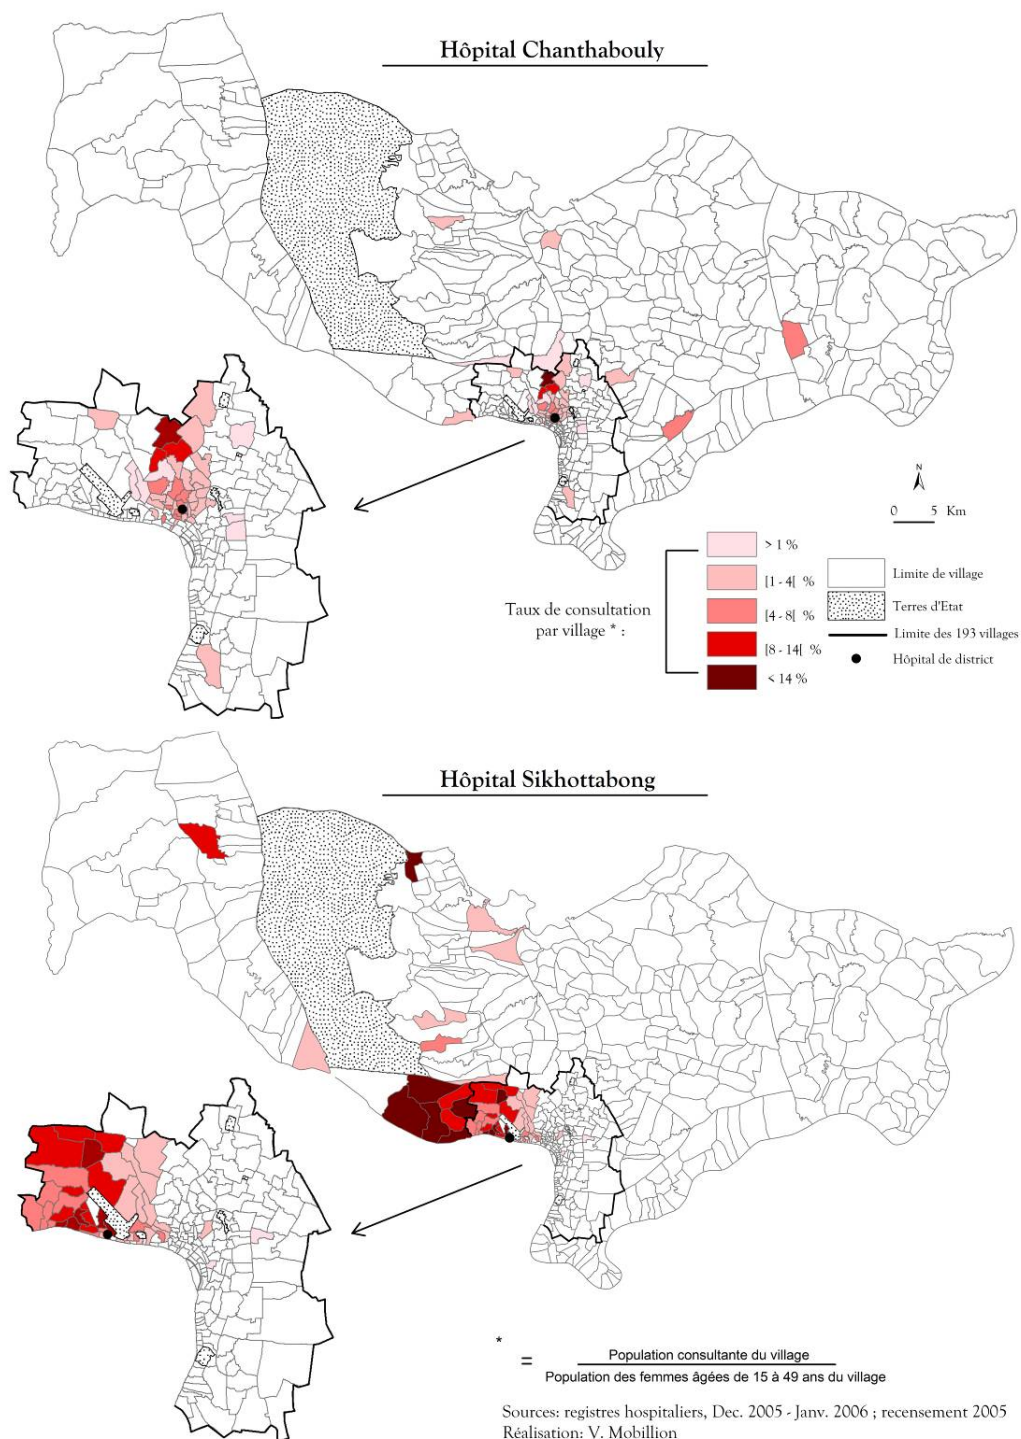 Hôpital Chanthabouly
N
0 5 Km
Taux de consultation
par village * :
> 1 %
[1 - 4[ %
[4 - 8[ %
[8 - 14[ %
< 14 %
Limite de village
Terres d'Etat
Limite des 193 villages
Hôpital de district
Hôpital Sikhottabong
* = Population consultante du village
Population des femmes âgées de 15 à 49 ans du village
Sources: registres hospitaliers, Dec. 2005 - Janv. 2006 ; recensement 2005
Réalisation: V. Mobillion